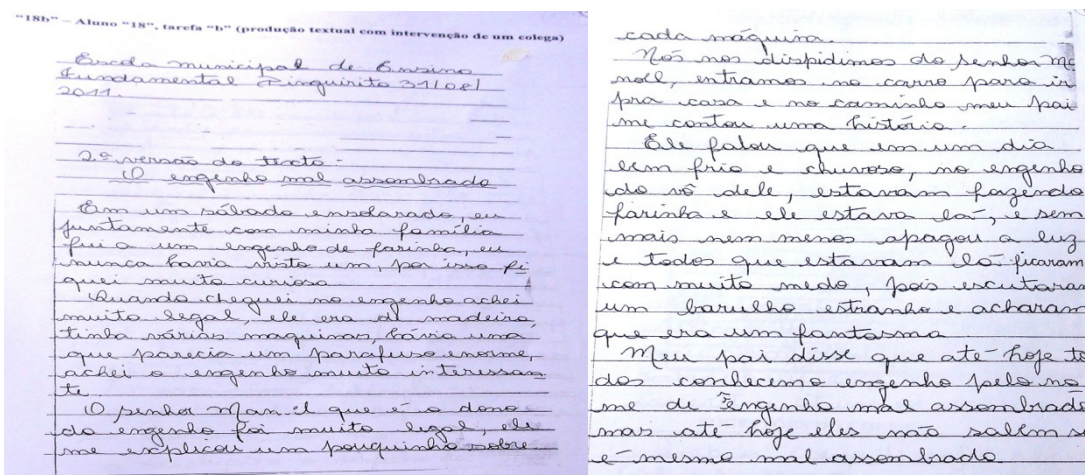 "18b" – Aluno "18", tarefa "b" (produção textual com intervenção de um colega)
Escola municipal de Ensino
Fundamental Pinguirito 31/08/
2011.
2ª versão do texto -
O engenho mal assombrado
Em um sábado ensolarado, eu
juntamente com minha família
fui a um engenho de farinha, eu
nunca havia visto um, por isso fi
quei muito curiosa.
Quando cheguei no engenho achei
muito legal, ele era de madeira,
tinha várias maquinas, hávia uma
que parecia um parafuso enorme,
achei o engenho muito interessan
te.
O senhor Man el que é o dono
do engenho foi muito legal, ele
me explicou um pouquinho sobre
cada máquina.
Nós nos dispidimos do senhor Ma
noel, entramos no carro para ir
pra casa e no caminho meu pai
me contou uma história.
Ele falou que em um dia
bem frio e chuvoso, no engenho
do vô dele, estavam fazendo
farinha e ele estava lá, e sem
mais nem menos apagou a luz
e todos que estavam lá ficaram
com muito medo, pois escutaram
um barulho estranho e acharam
que era um fantasma.
Meu pai disse que até hoje to
dos conhecem o engenho pelo no
me de Engenho mal assombrado
mas até hoje eles não sabem se
é mesmo mal assombrado